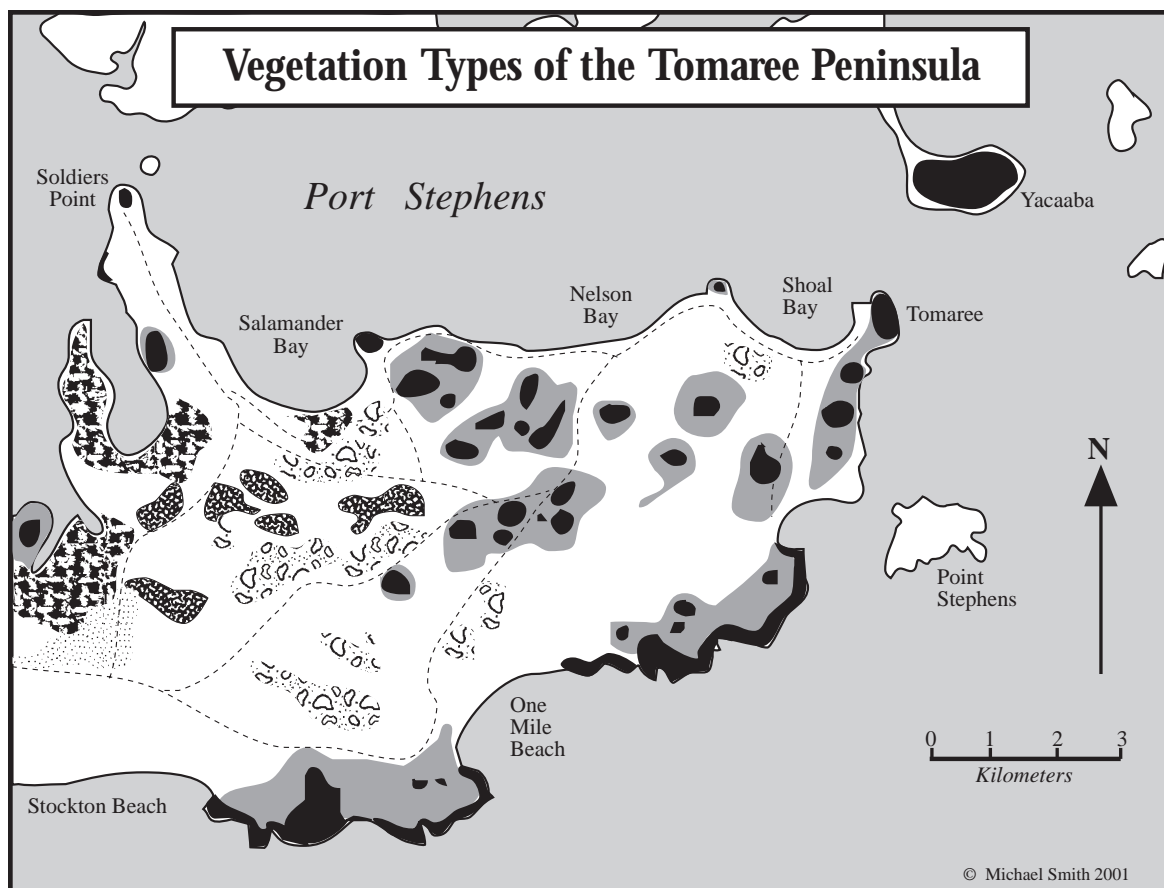 Vegetation Types of the Tomaree Peninsula
Soldiers
Point
Port Stephens
Yacaaba
Salamander
Bay
Nelson
Bay
Shoal
Bay
Tomaree
N
Point
Stephens
One
Mile
Beach
0 1 2 3
Kilometers
Stockton Beach
© Michael Smith 2001